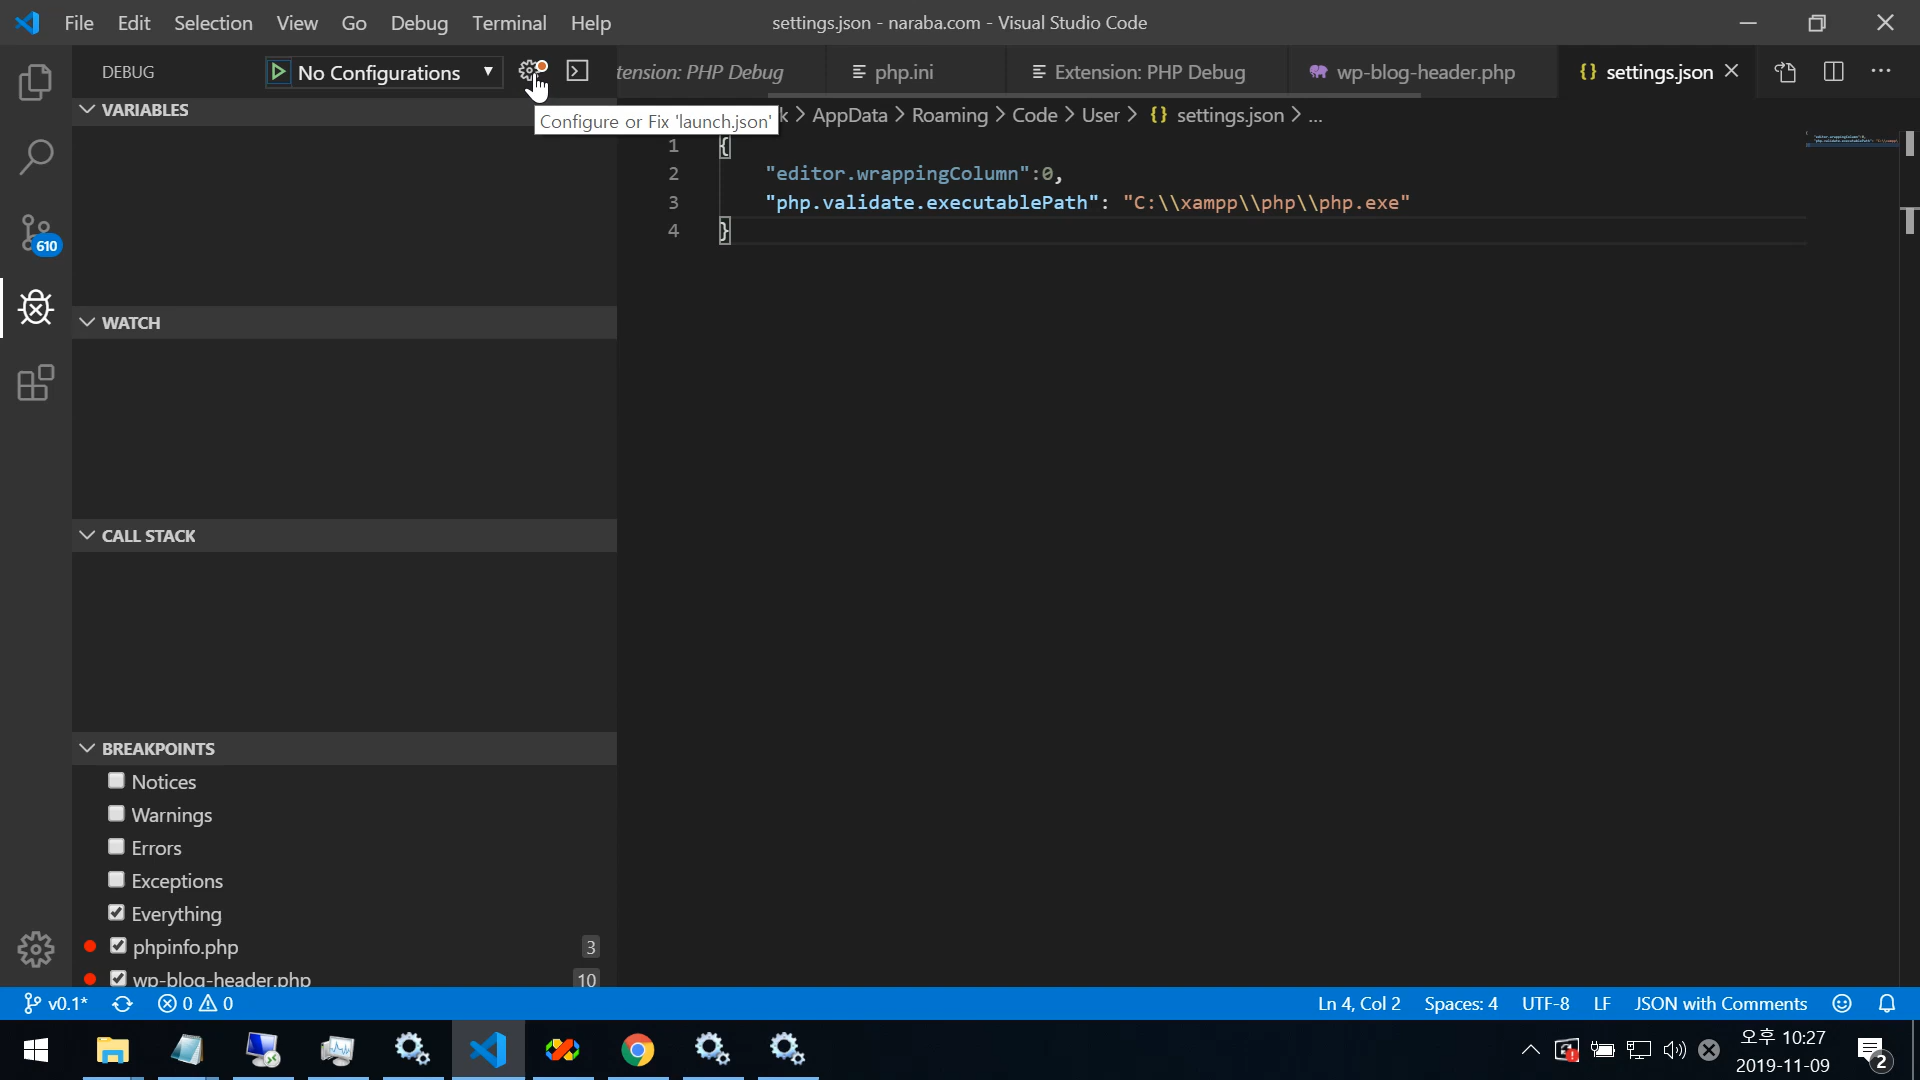 File Edit Selection View Go Debug Terminal Help
settings.json - naraba.com - Visual Studio Code
DEBUG
No Configurations
tension: PHP Debug
php.ini
Extension: PHP Debug
wp-blog-header.php
{} settings.json
VARIABLES
Configure or Fix 'launch.json'
k > AppData > Roaming > Code > User > {} settings.json > ...
1 {
2 "editor.wrappingColumn":0,
3 "php.validate.executablePath": "C:\\xampp\\php\\php.exe"
4 }
610
WATCH
CALL STACK
BREAKPOINTS
Notices
Warnings
Errors
Exceptions
Everything
phpinfo.php 3
wp-blog-header.php 10
v0.1* 0 0
Ln 4, Col 2 Spaces: 4 UTF-8 LF JSON with Comments
오후 10:27
2019-11-09
2